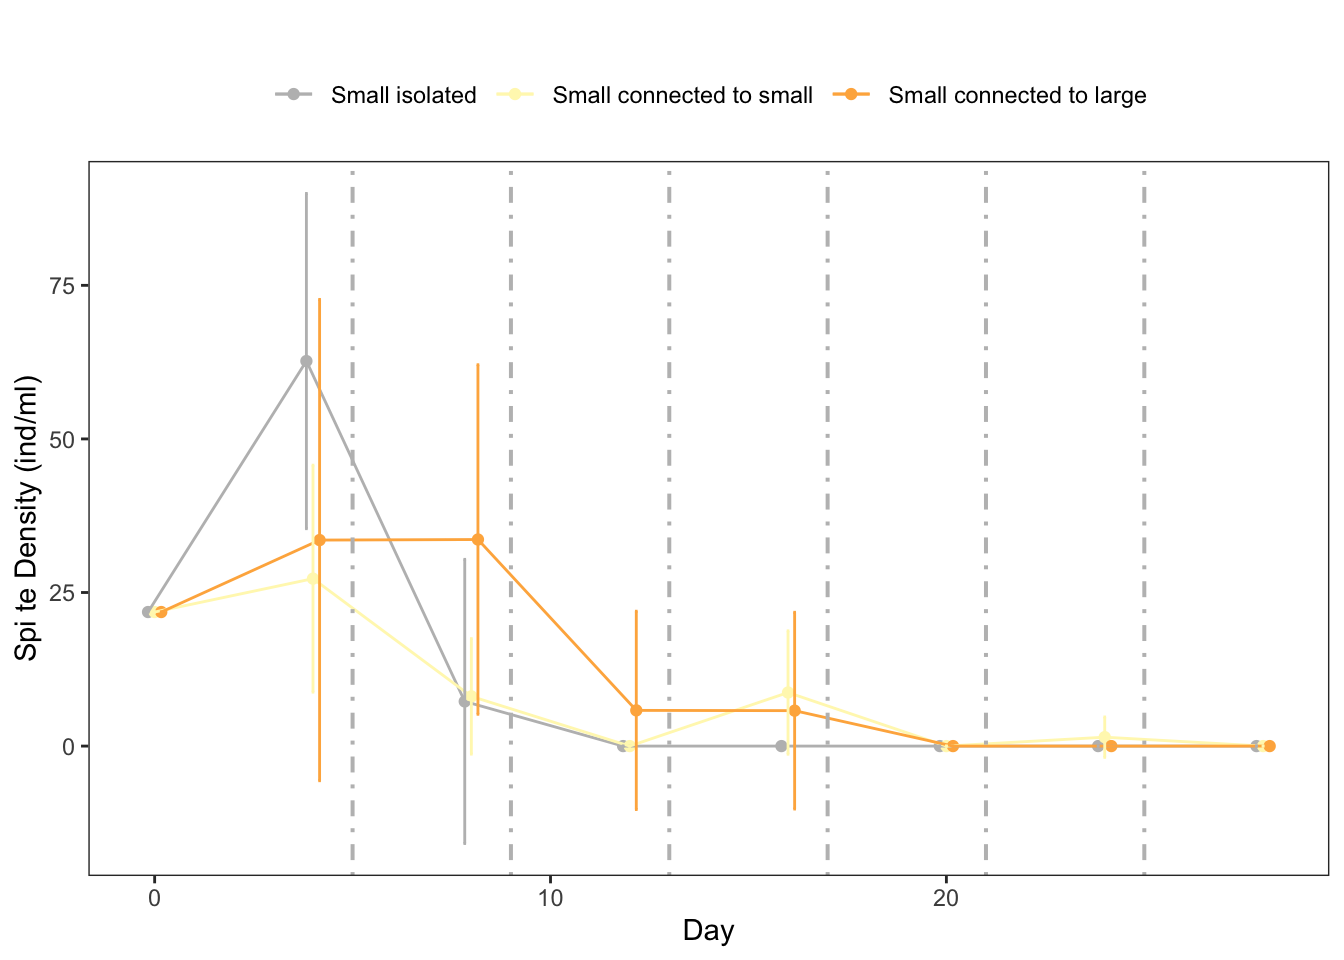 Small isolated Small connected to small Small connected to large
75
50
25
0
Spi te Density (ind/ml)
0 10 20
Day